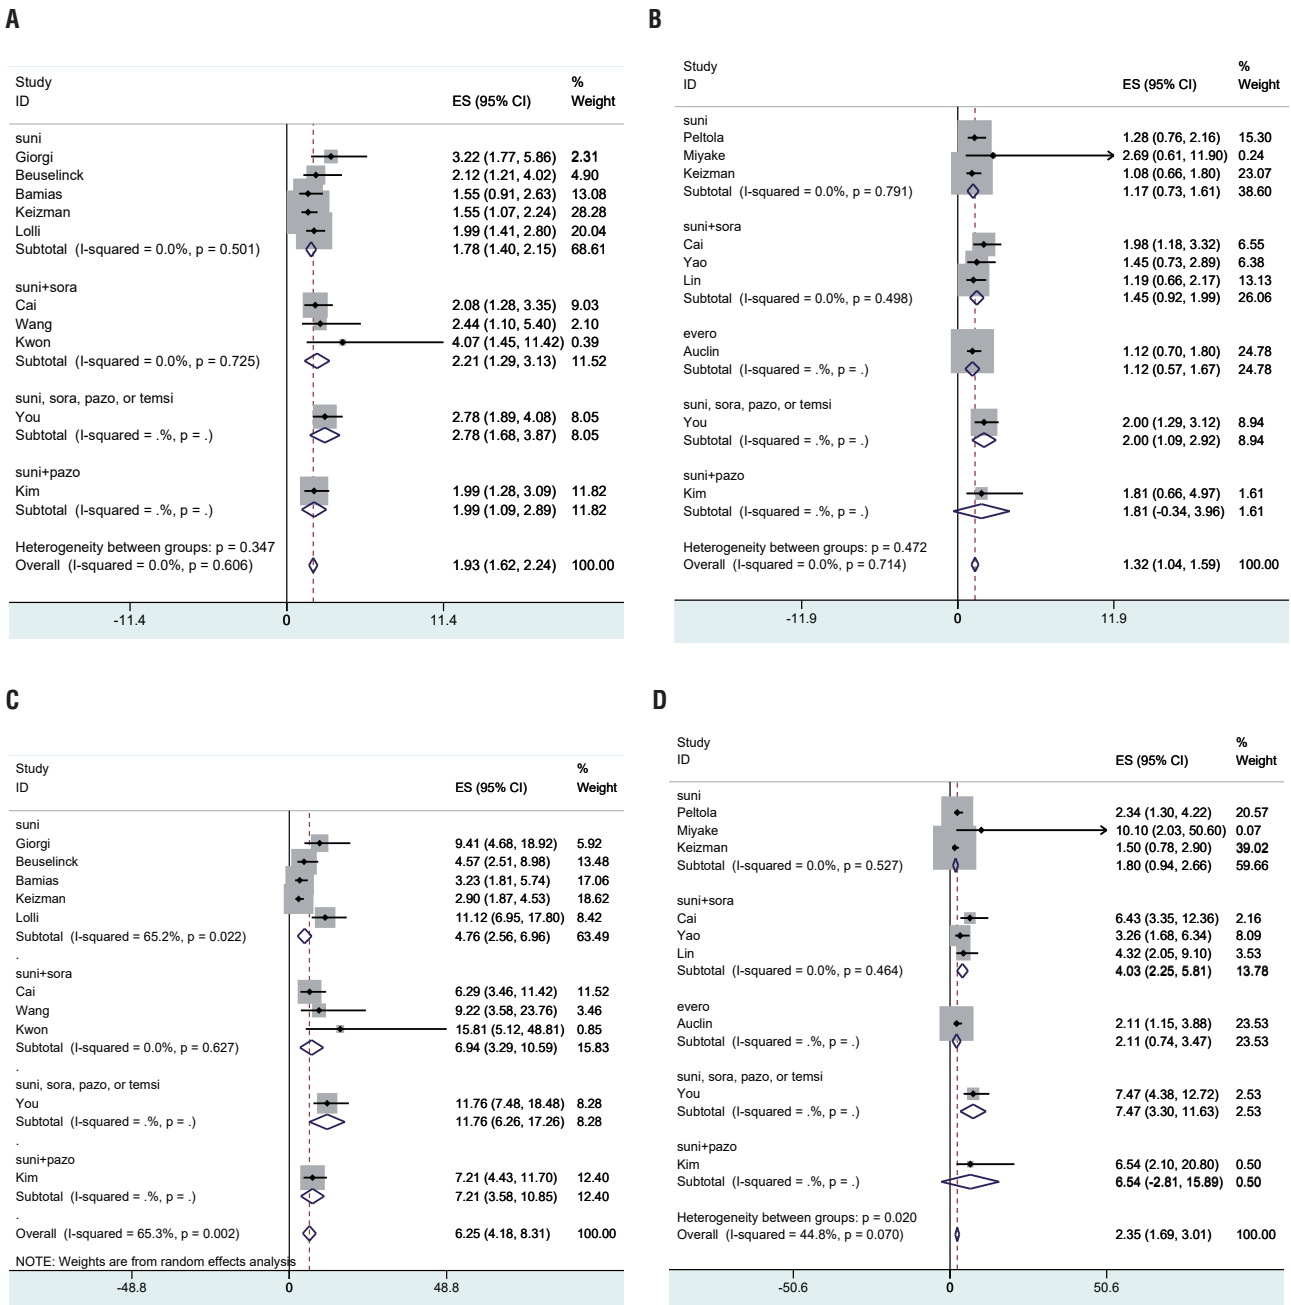 A
Study
ID
ES (95% CI)
%
Weight
suni
Giorgi 3.22 (1.77, 5.86) 2.31
Beuselinck 2.12 (1.21, 4.02) 4.90
Bamias 1.55 (0.91, 2.63) 13.08
Keizman 1.55 (1.07, 2.24) 28.28
Lolli 1.99 (1.41, 2.80) 20.04
Subtotal (I-squared = 0.0%, p = 0.501) 1.78 (1.40, 2.15) 68.61
suni+sora
Cai 2.08 (1.28, 3.35) 9.03
Wang 2.44 (1.10, 5.40) 2.10
Kwon 4.07 (1.45, 11.42) 0.39
Subtotal (I-squared = 0.0%, p = 0.725) 2.21 (1.29, 3.13) 11.52
suni, sora, pazo, or temsi
You 2.78 (1.89, 4.08) 8.05
Subtotal (I-squared = .%, p = .) 2.78 (1.68, 3.87) 8.05
suni+pazo
Kim 1.99 (1.28, 3.09) 11.82
Subtotal (I-squared = .%, p = .) 1.99 (1.09, 2.89) 11.82
Heterogeneity between groups: p = 0.347
Overall (I-squared = 0.0%, p = 0.606) 1.93 (1.62, 2.24) 100.00
-11.4 0 11.4
B
Study
ID
ES (95% CI)
%
Weight
suni
Peltola 1.28 (0.76, 2.16) 15.30
Miyake 2.69 (0.61, 11.90) 0.24
Keizman 1.08 (0.66, 1.80) 23.07
Subtotal (I-squared = 0.0%, p = 0.791) 1.17 (0.73, 1.61) 38.60
suni+sora
Cai 1.98 (1.18, 3.32) 6.55
Yao 1.45 (0.73, 2.89) 6.38
Lin 1.19 (0.66, 2.17) 13.13
Subtotal (I-squared = 0.0%, p = 0.498) 1.45 (0.92, 1.99) 26.06
evero
Auclin 1.12 (0.70, 1.80) 24.78
Subtotal (I-squared = .%, p = .) 1.12 (0.57, 1.67) 24.78
suni, sora, pazo, or temsi
You 2.00 (1.29, 3.12) 8.94
Subtotal (I-squared = .%, p = .) 2.00 (1.09, 2.92) 8.94
suni+pazo
Kim 1.81 (0.66, 4.97) 1.61
Subtotal (I-squared = .%, p = .) 1.81 (-0.34, 3.96) 1.61
Heterogeneity between groups: p = 0.472
Overall (I-squared = 0.0%, p = 0.714) 1.32 (1.04, 1.59) 100.00
-11.9 0 11.9
C
Study
ID
ES (95% CI)
%
Weight
suni
Giorgi 9.41 (4.68, 18.92) 5.92
Beuselinck 4.57 (2.51, 8.98) 13.48
Bamias 3.23 (1.81, 5.74) 17.06
Keizman 2.90 (1.87, 4.53) 18.62
Lolli 11.12 (6.95, 17.80) 8.42
Subtotal (I-squared = 65.2%, p = 0.022) 4.76 (2.56, 6.96) 63.49
.
suni+sora
Cai 6.29 (3.46, 11.42) 11.52
Wang 9.22 (3.58, 23.76) 3.46
Kwon 15.81 (5.12, 48.81) 0.85
Subtotal (I-squared = 0.0%, p = 0.627) 6.94 (3.29, 10.59) 15.83
.
suni, sora, pazo, or temsi
You 11.76 (7.48, 18.48) 8.28
Subtotal (I-squared = .%, p = .) 11.76 (6.26, 17.26) 8.28
.
suni+pazo
Kim 7.21 (4.43, 11.70) 12.40
Subtotal (I-squared = .%, p = .) 7.21 (3.58, 10.85) 12.40
.
Overall (I-squared = 65.3%, p = 0.002) 6.25 (4.18, 8.31) 100.00
NOTE: Weights are from random effects analysis
-48.8 0 48.8
D
Study
ID
ES (95% CI)
%
Weight
suni
Peltola 2.34 (1.30, 4.22) 20.57
Miyake 10.10 (2.03, 50.60) 0.07
Keizman 1.50 (0.78, 2.90) 39.02
Subtotal (I-squared = 0.0%, p = 0.527) 1.80 (0.94, 2.66) 59.66
suni+sora
Cai 6.43 (3.35, 12.36) 2.16
Yao 3.26 (1.68, 6.34) 8.09
Lin 4.32 (2.05, 9.10) 3.53
Subtotal (I-squared = 0.0%, p = 0.464) 4.03 (2.25, 5.81) 13.78
evero
Auclin 2.11 (1.15, 3.88) 23.53
Subtotal (I-squared = .%, p = .) 2.11 (0.74, 3.47) 23.53
suni, sora, pazo, or temsi
You 7.47 (4.38, 12.72) 2.53
Subtotal (I-squared = .%, p = .) 7.47 (3.30, 11.63) 2.53
suni+pazo
Kim 6.54 (2.10, 20.80) 0.50
Subtotal (I-squared = .%, p = .) 6.54 (-2.81, 15.89) 0.50
Heterogeneity between groups: p = 0.020
Overall (I-squared = 44.8%, p = 0.070) 2.35 (1.69, 3.01) 100.00
-50.6 0 50.6